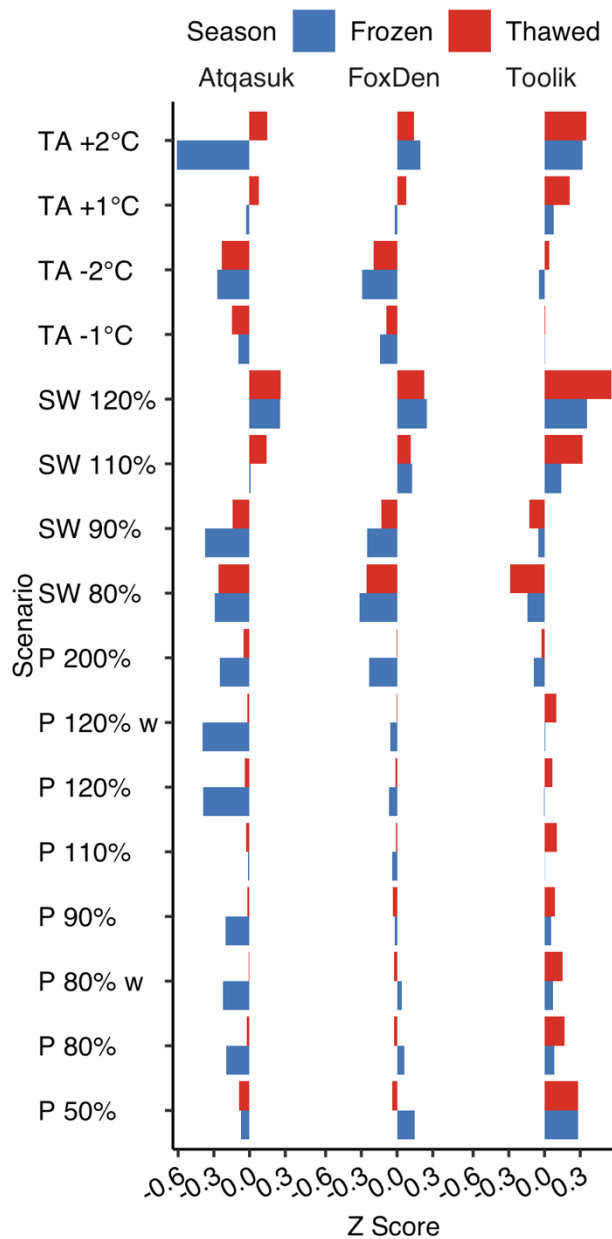 Season Frozen Thawed
Atqasuk FoxDen Toolik
TA +2°C
TA +1°C
TA -2°C
TA -1°C
SW 120%
SW 110%
SW 90%
SW 80%
P 200%
P 120% w
P 120%
P 110%
P 90%
P 80% w
P 80%
P 50%
Scenario
-0.6 -0.3 0.0 0.3 -0.6 -0.3 0.0 0.3 -0.6 -0.3 0.0 0.3
Z Score